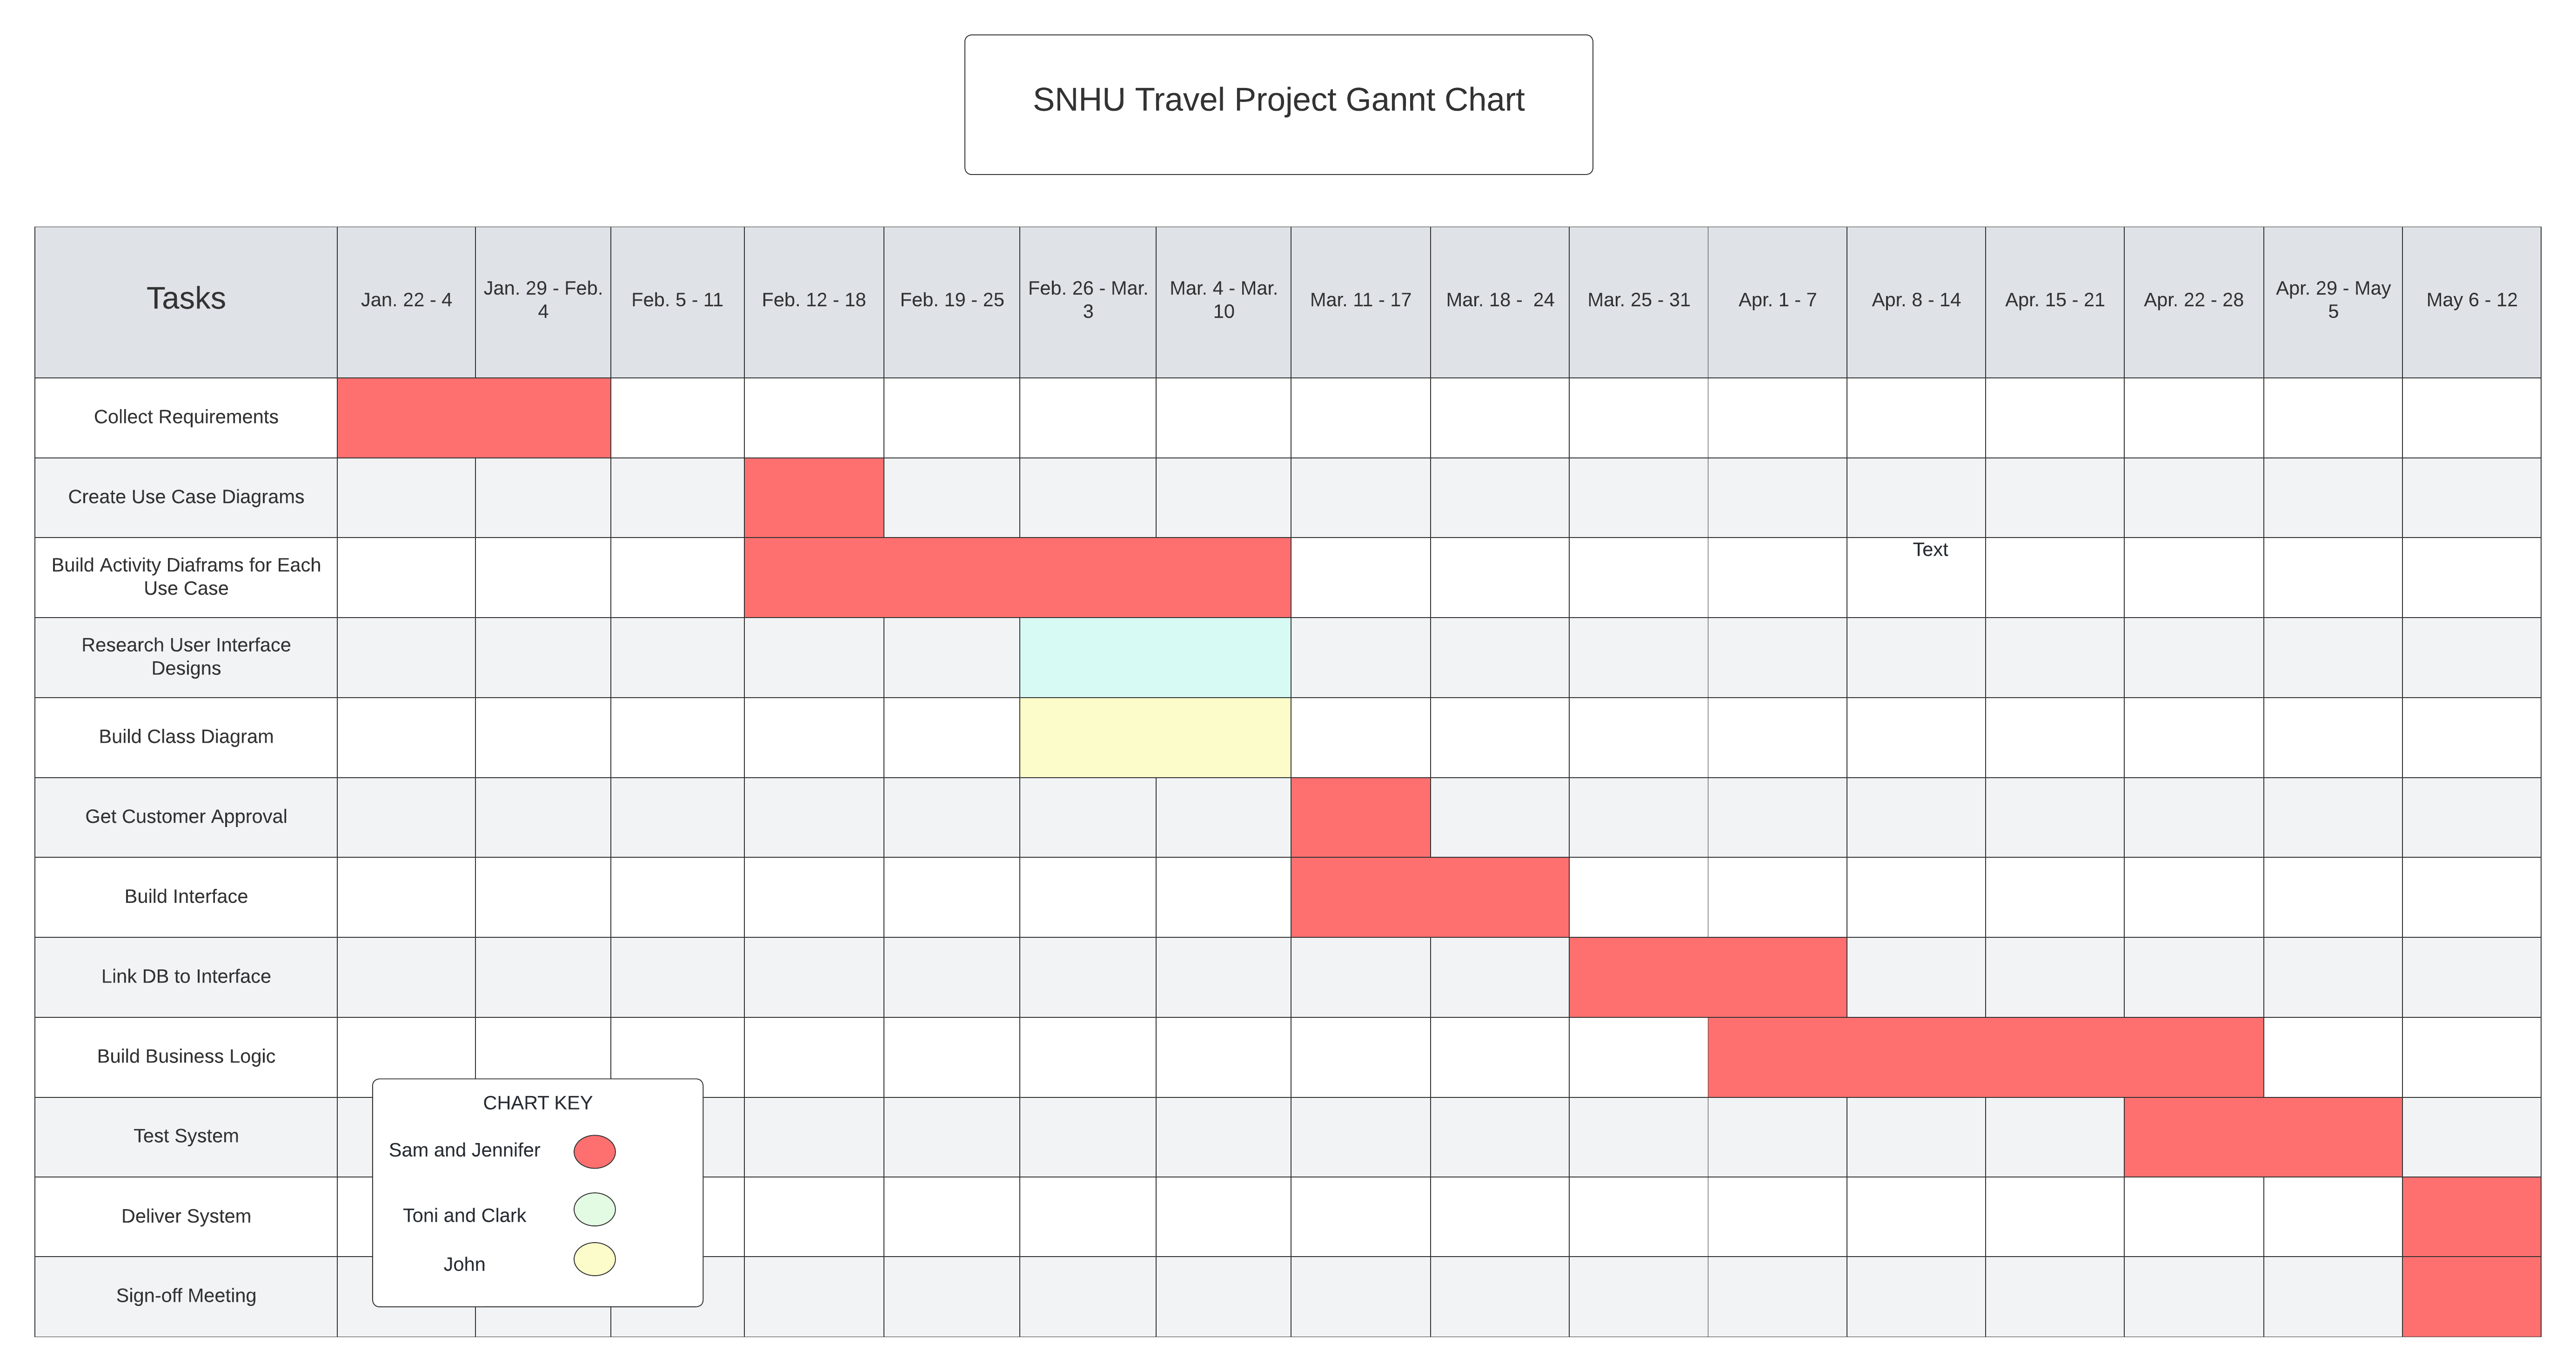 SNHU Travel Project Gannt Chart
Tasks
Jan. 22 - 4
Jan. 29 - Feb.
4
Feb. 5 - 11
Feb. 12 - 18
Feb. 19 - 25
Feb. 26 - Mar.
3
Mar. 4 - Mar.
10
Mar. 11 - 17
Mar. 18 -  24
Mar. 25 - 31
Apr. 1 - 7
Apr. 8 - 14
Apr. 15 - 21
Apr. 22 - 28
Apr. 29 - May
5
May 6 - 12
Collect Requirements
Create Use Case Diagrams
Build Activity Diaframs for Each
Use Case
Text
Research User Interface
Designs
Build Class Diagram
Get Customer Approval
Build Interface
Link DB to Interface
Build Business Logic
Test System
Deliver System
Sign-off Meeting
CHART KEY
Sam and Jennifer
Toni and Clark
John